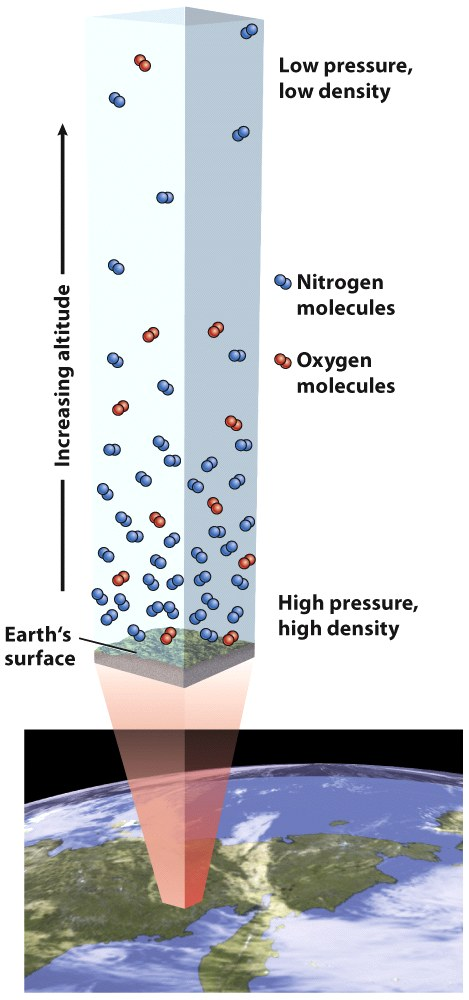 Low pressure,
low density
Increasing altitude
Nitrogen
molecules
Oxygen
molecules
High pressure,
high density
Earth's
surface